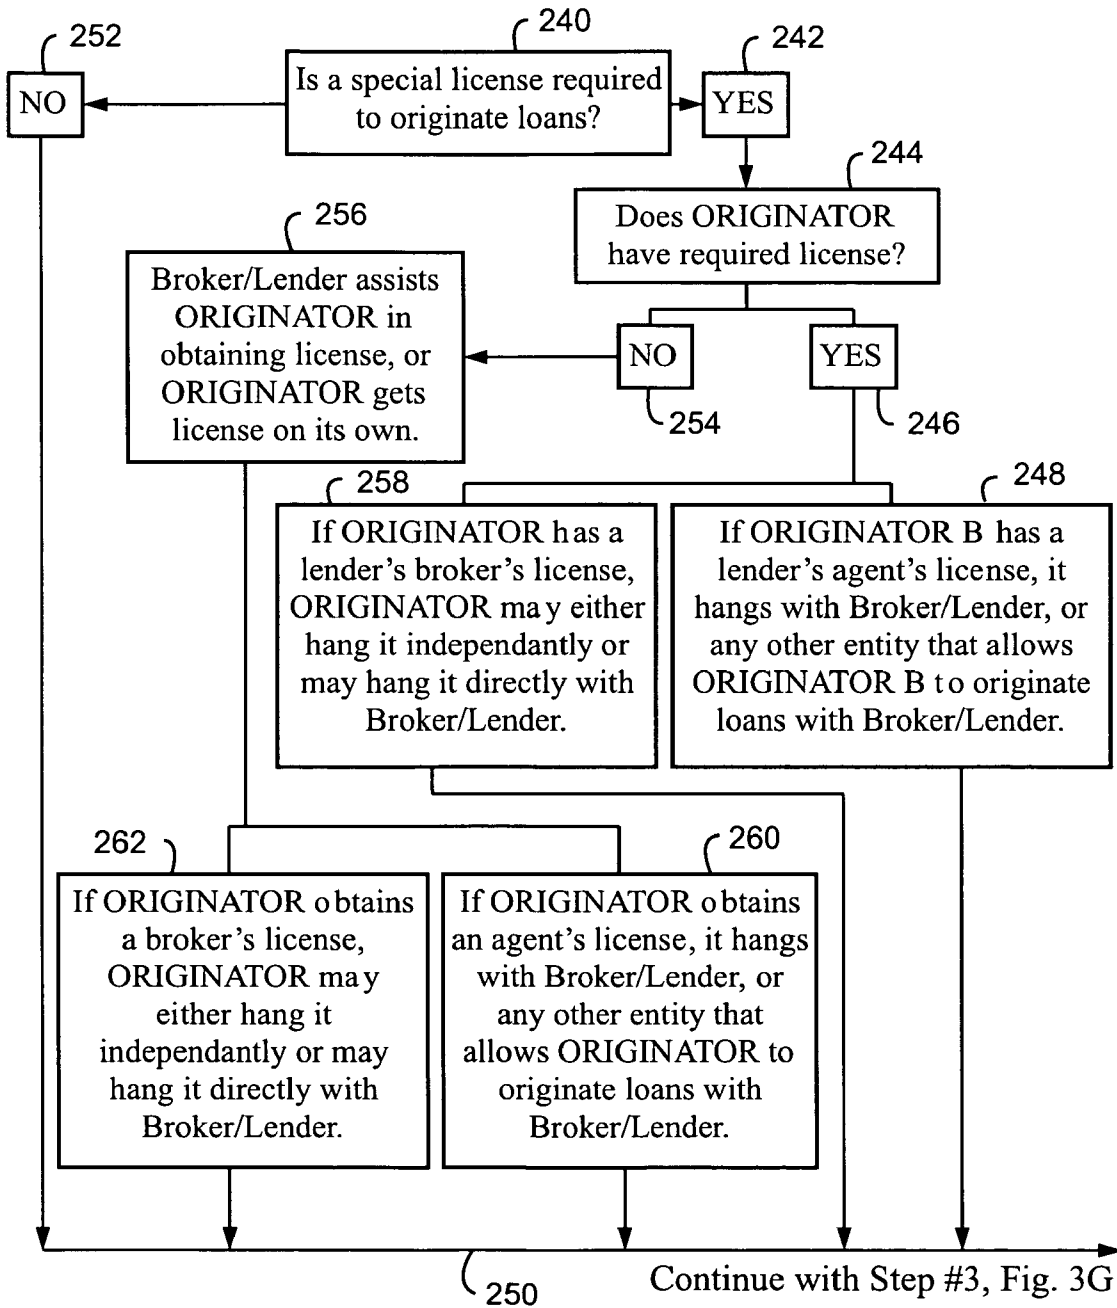 252
240
242
NO
Is a special license required
to originate loans?
YES
244
Does ORIGINATOR
have required license?
256
Broker/Lender assists
ORIGINATOR in
obtaining license, or
ORIGINATOR gets
license on its own.
NO
YES
254
246
258
If ORIGINATOR has a
lender's broker's license,
ORIGINATOR may either
hang it independantly or
may hang it directly with
Broker/Lender.
248
If ORIGINATOR B has a
lender's agent's license, it
hangs with Broker/Lender, or
any other entity that allows
ORIGINATOR B to originate
loans with Broker/Lender.
262
If ORIGINATOR obtains
a broker's license,
ORIGINATOR may
either hang it
independantly or may
hang it directly with
Broker/Lender.
260
If ORIGINATOR obtains
an agent's license, it hangs
with Broker/Lender, or
any other entity that
allows ORIGINATOR to
originate loans with
Broker/Lender.
250
Continue with Step #3, Fig. 3G